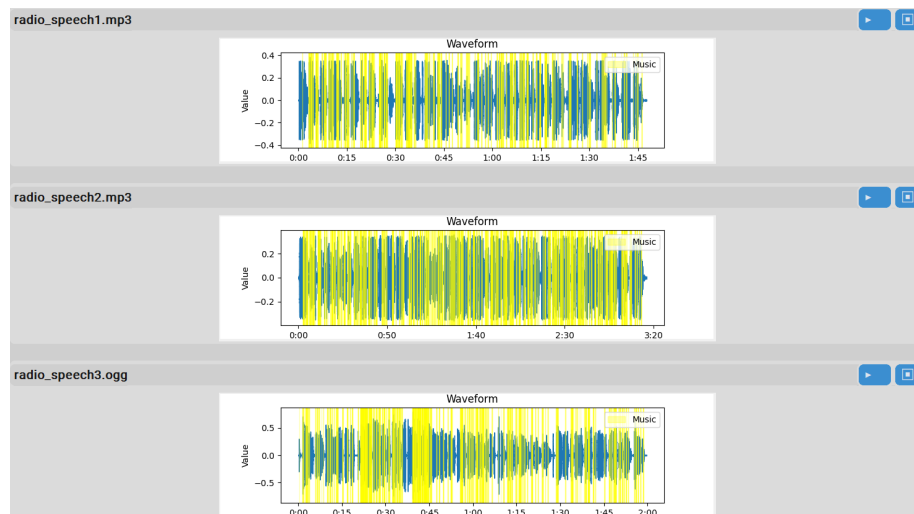 radio_speech1.mp3
Waveform
Music
Value
0.4
0.2
0.0
−0.2
−0.4
0:00 0:15 0:30 0:45 1:00 1:15 1:30 1:45
radio_speech2.mp3
Waveform
Music
Value
0.2
0.0
−0.2
0:00 0:50 1:40 2:30 3:20
radio_speech3.ogg
Waveform
Music
Value
0.5
0.0
−0.5
0:00 0:15 0:30 0:45 1:00 1:15 1:30 1:45 2:00